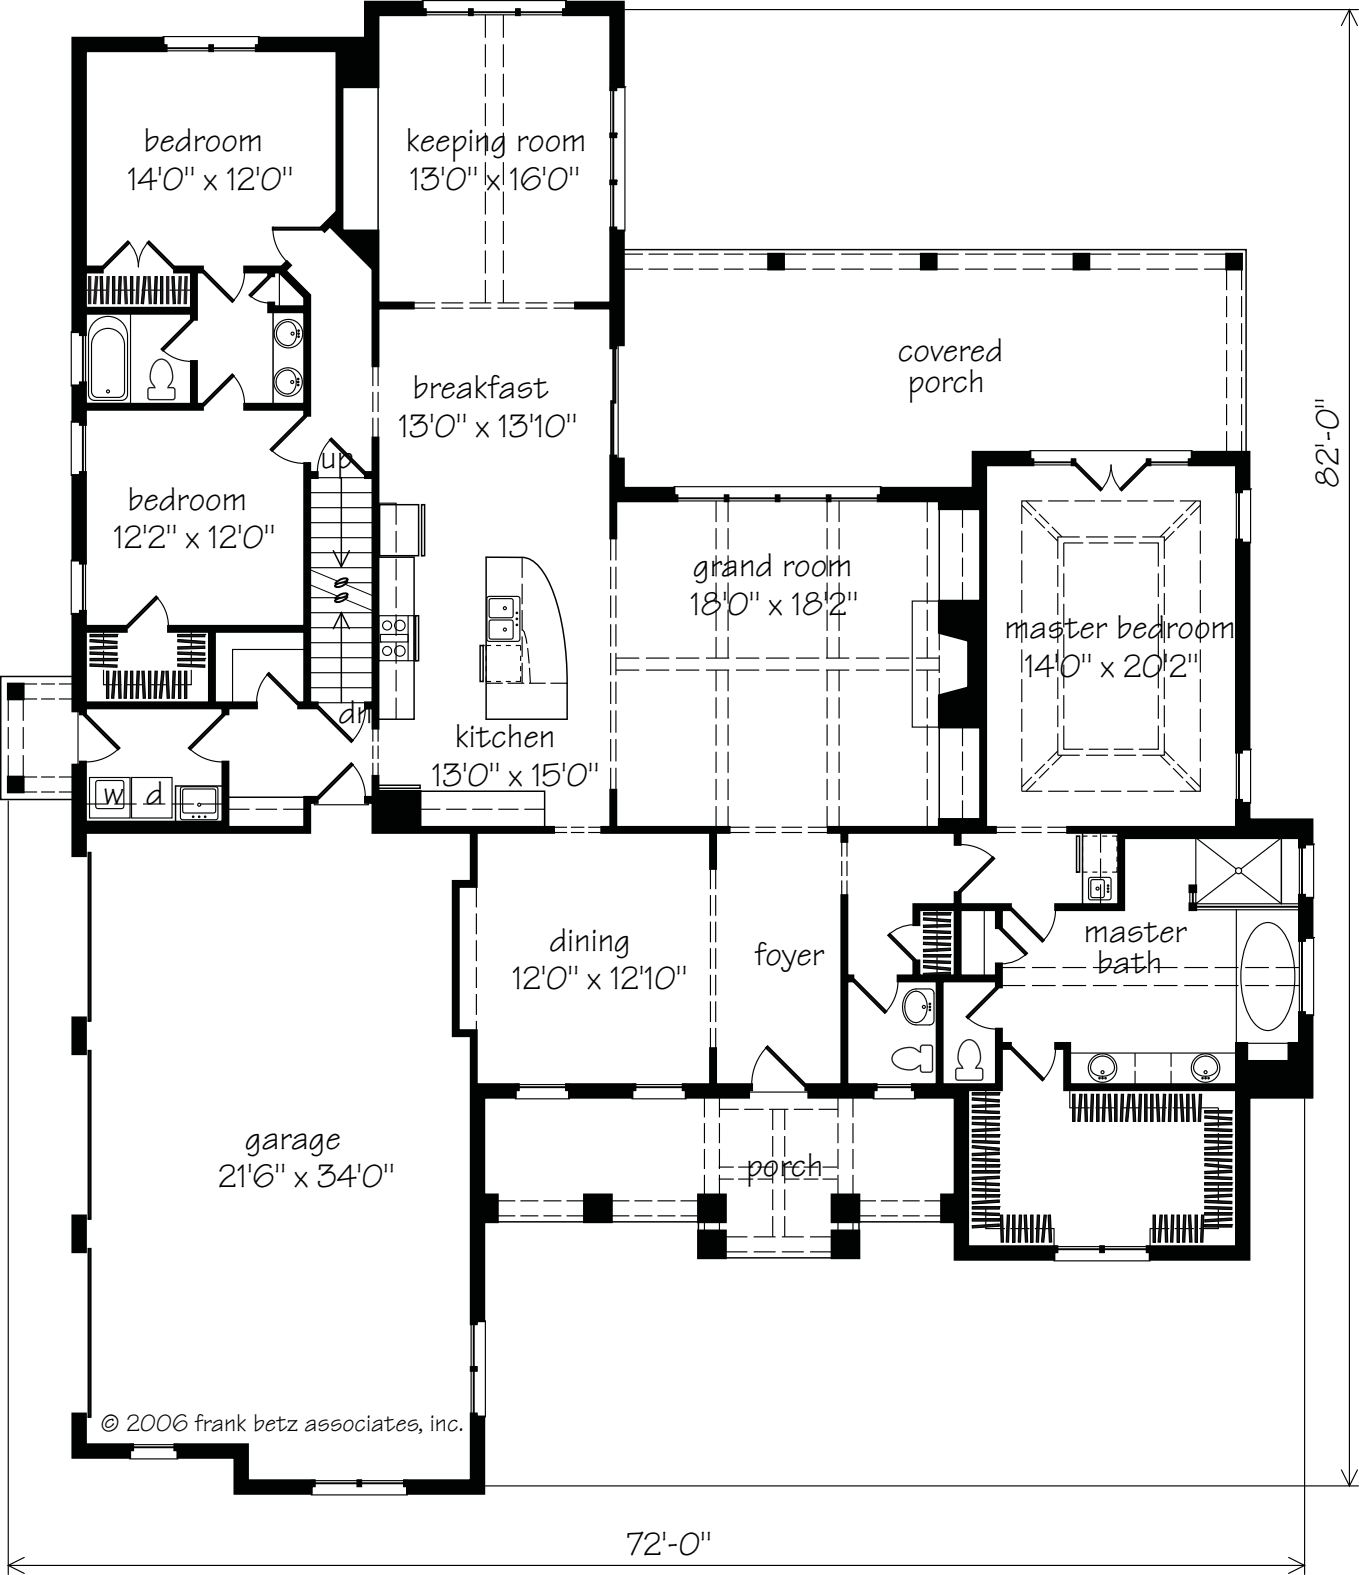 bedroom
14'0" x 12'0"
keeping room
13'0" x 16'0"
covered
porch
breakfast
13'0" x 13'10"
82'-0"
up
bedroom
12'2" x 12'0"
grand room
18'0" x 18'2"
master bedroom
14'0" x 20'2"
dn
kitchen
13'0" x 15'0"
w d
dining
12'0" x 12'10"
foyer
master
bath
garage
21'6" x 34'0"
porch
© 2006 frank betz associates, inc.
72'-0"